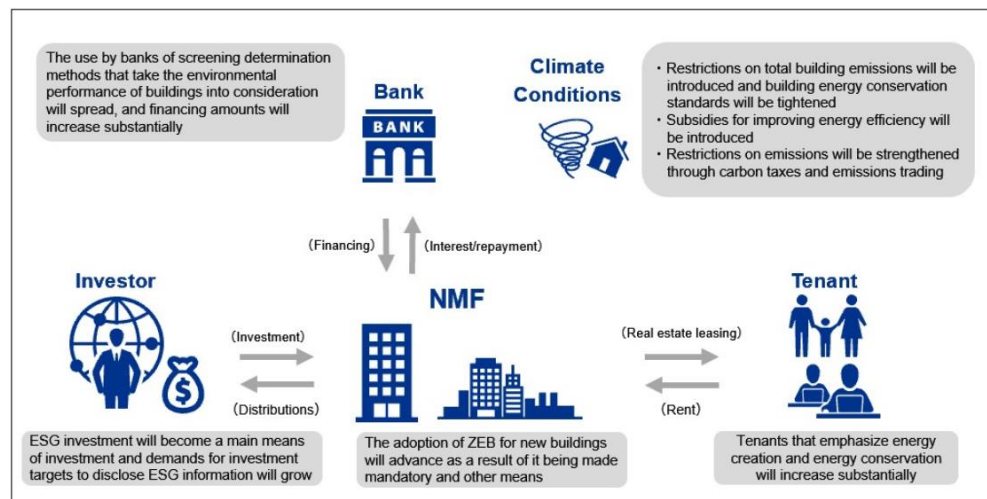 The use by banks of screening determination
methods that take the environmental
performance of buildings into consideration
will spread, and financing amounts will
increase substantially
Bank
BANK
Climate
Conditions
・Restrictions on total building emissions will be
introduced and building energy conservation
standards will be tightened
・Subsidies for improving energy efficiency will
be introduced
・Restrictions on emissions will be strengthened
through carbon taxes and emissions trading
(Financing)
(Interest/repayment)
Investor
$
(Investment)
(Distributions)
ESG investment will become a main means
of investment and demands for investment
targets to disclose ESG information will grow
NMF
The adoption of ZEB for new buildings
will advance as a result of it being made
mandatory and other means
(Real estate leasing)
(Rent)
Tenant
Tenants that emphasize energy
creation and energy conservation
will increase substantially